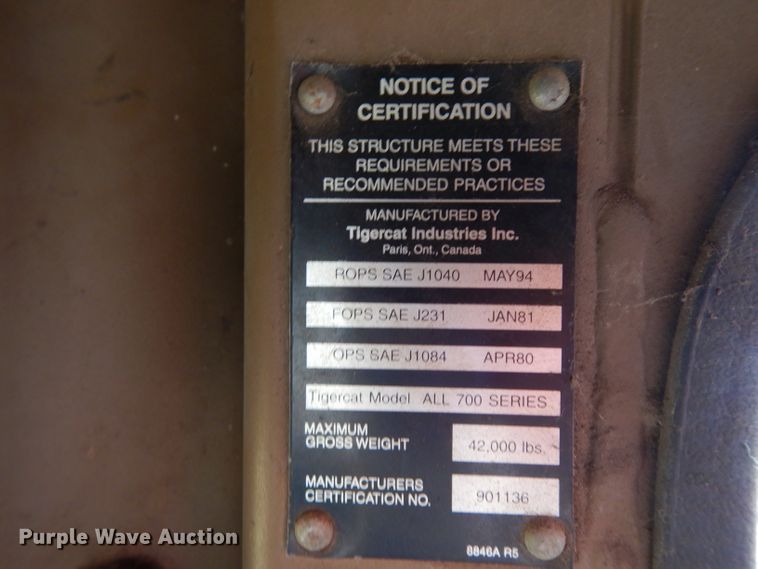 NOTICE OF
CERTIFICATION
THIS STRUCTURE MEETS THESE
REQUIREMENTS OR
RECOMMENDED PRACTICES
MANUFACTURED BY
Tigercat Industries Inc.
Paris, Ont., Canada
ROPS SAE J1040 MAY94
FOPS SAE J231 JAN81
OPS SAE J1084 APR80
Tigercat Model ALL 700 SERIES
MAXIMUM
GROSS WEIGHT 42,000 lbs.
MANUFACTURERS
CERTIFICATION NO. 901136
8846A R5
Purple Wave Auction